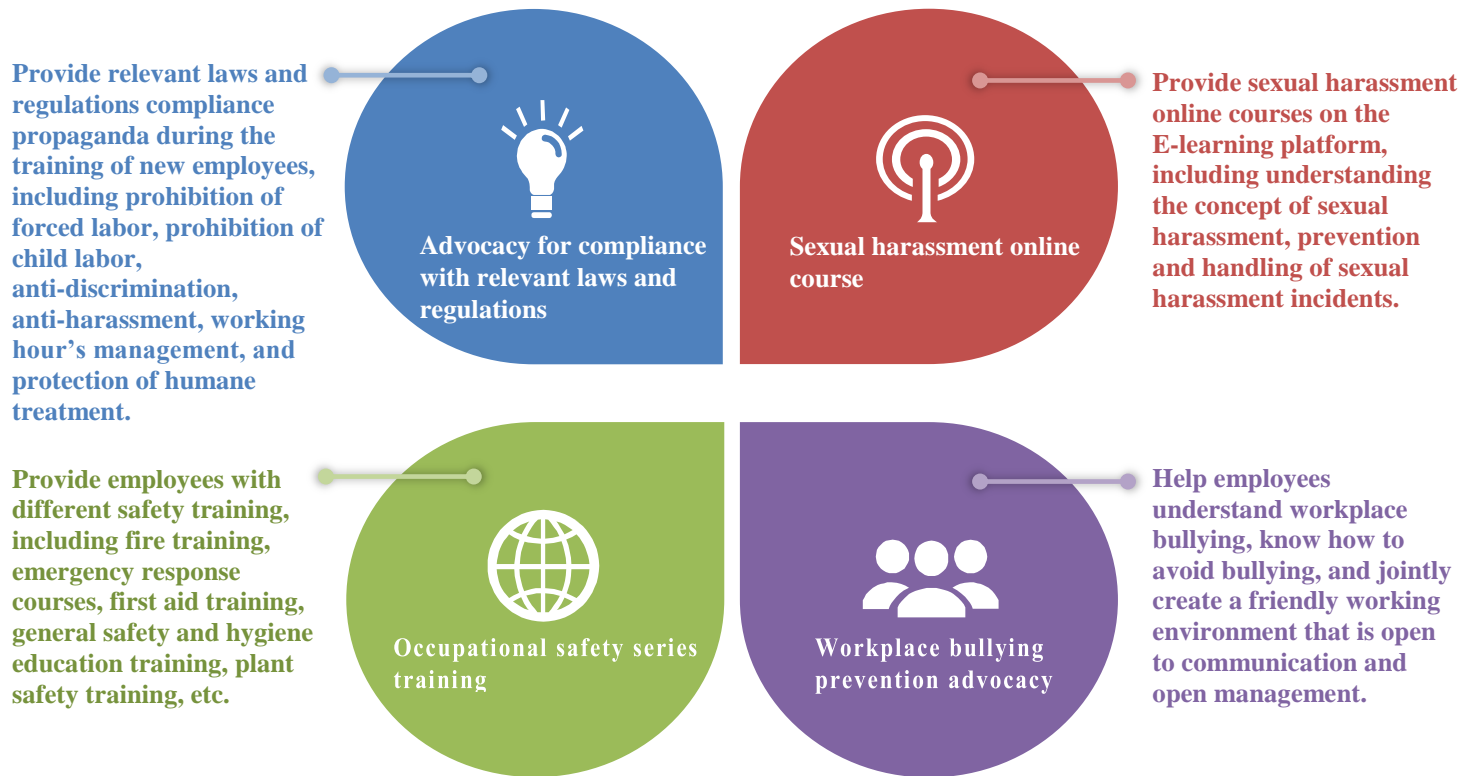 Provide relevant laws and
regulations compliance
propaganda during the
training of new employees,
including prohibition of
forced labor, prohibition of
child labor,
anti-discrimination,
anti-harassment, working
hour’s management, and
protection of humane
treatment.
Advocacy for compliance
with relevant laws and
regulations
Sexual harassment online
course
Provide sexual harassment
online courses on the
E-learning platform,
including understanding
the concept of sexual
harassment, prevention
and handling of sexual
harassment incidents.
Provide employees with
different safety training,
including fire training,
emergency response
courses, first aid training,
general safety and hygiene
education training, plant
safety training, etc.
Occupational safety series
training
Workplace bullying
prevention advocacy
Help employees
understand workplace
bullying, know how to
avoid bullying, and jointly
create a friendly working
environment that is open
to communication and
open management.